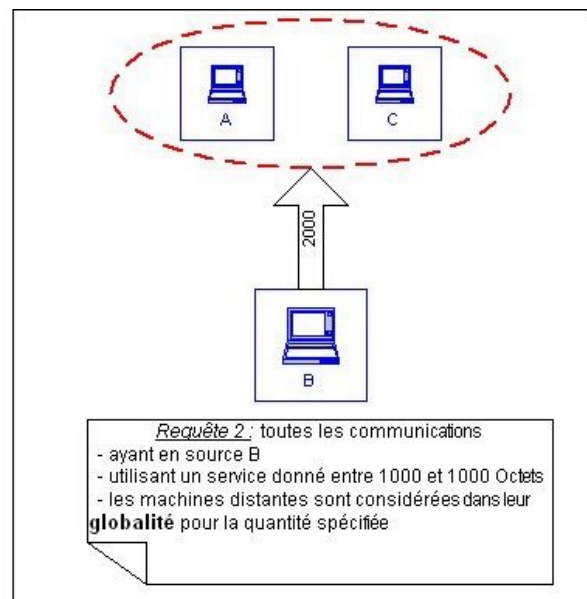 A
C
2000
B
Requête 2 : toutes les communications
- ayant en source B
- utilisant un service donné entre 1000 et 1000 Octets
- les machines distantes sont considérées dans leur
globalité pour la quantité spécifiée